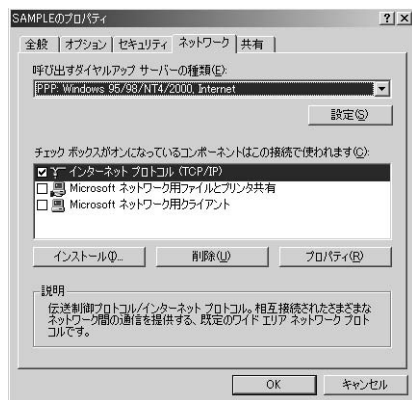 SAMPLEのプロパティ
全般 オプション セキュリティ ネットワーク 共有
呼び出すダイヤルアップ サーバーの種類(E):
PPP: Windows 95/98/NT4/2000, Internet
設定(S)
チェック ボックスがオンになっているコンポーネントはこの接続で使われます(C):
インターネット プロトコル (TCP/IP)
Microsoft ネットワーク用ファイルとプリンタ共有
Microsoft ネットワーク用クライアント
インストール(I)... 削除(U) プロパティ(R)
説明
伝送制御プロトコル/インターネット プロトコル。相互接続されたさまざまな
ネットワーク間の通信を提供する、既定のワイド エリア ネットワーク プロト
コルです。
OK キャンセル